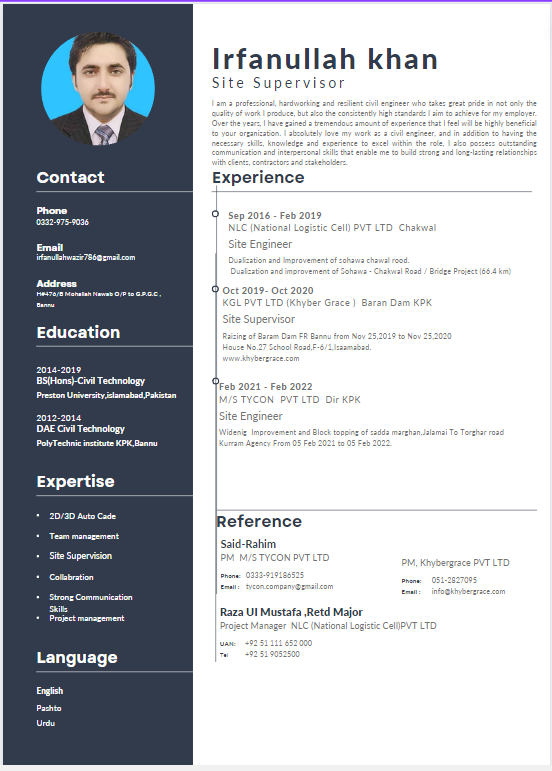 Irfanullah khan
Site Supervisor
I am a professional, hardworking and resilient civil engineer who takes great pride in not only the
quality of work I produce, but also the consistently high standards I aim to achieve for my employer.
Over the years, I have gained a tremendous amount of experience that I feel will be highly beneficial
to your organization. I absolutely love my work as a civil engineer, and in addition to having the
necessary skills, knowledge and experience to excel within the role, I also possess outstanding
communication and interpersonal skills that enable me to build strong and long-lasting relationships
with clients, contractors and stakeholders.
Contact
Phone
0332-975-9036
Email
irfanullahwazir786@gmail.com
Address
H#476/B Mohallah Nawab O/P to G.P.G.C ,
Bannu
Education
2014-2019
BS(Hons)-Civil Technology
Preston University,islamabad,Pakistan
2012-2014
DAE Civil Technology
PolyTechnic institute KPK,Bannu
Expertise
• 2D/3D Auto Cade
• Team management
• Site Supervision
• Collabration
• Strong Communication
Skills
• Project management
Language
English
Pashto
Urdu
Experience
Sep 2016 - Feb 2019
NLC (National Logistic Cell) PVT LTD Chakwal
Site Engineer
Dualization and Improvement of sohawa chawal rood.
Dualization and improvement of Sohawa - Chakwal Road / Bridge Project (66.4 km)
Oct 2019- Oct 2020
KGL PVT LTD (Khyber Grace ) Baran Dam KPK
Site Supervisor
Raizing of Baram Dam FR Bannu from Nov 25,2019 to Nov 25,2020
House No.27 School Road,F-6/1,Isaamabad.
www.khybergrace.com
Feb 2021 - Feb 2022
M/S TYCON PVT LTD Dir KPK
Site Engineer
Widenig Improvement and Block topping of sadda marghan,Jalamai To Torghar road
Kurram Agency From 05 Feb 2021 to 05 Feb 2022.
Reference
Said-Rahim
PM M/S TYCON PVT LTD
Phone: 0333-919186525
Email : tycon.company@gmail.com
PM, Khybergrace PVT LTD
Phone: 051-2827095
Email : info@khybergrace.com
Raza Ul Mustafa ,Retd Major
Project Manager NLC (National Logistic Cell)PVT LTD
UAN: +92 51 111 652 000
Tel +92 51 9052500